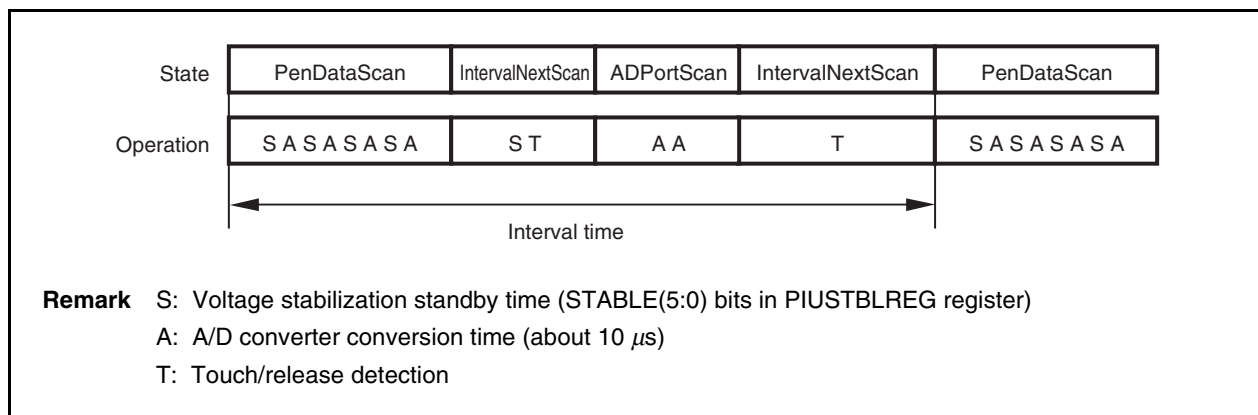 State PenDataScan IntervalNextScan ADPortScan IntervalNextScan PenDataScan
Operation S A S A S A S A S T A A T S A S A S A S A
Interval time
Remark S: Voltage stabilization standby time (STABLE(5:0) bits in PIUSTBLREG register)
A: A/D converter conversion time (about 10 μs)
T: Touch/release detection